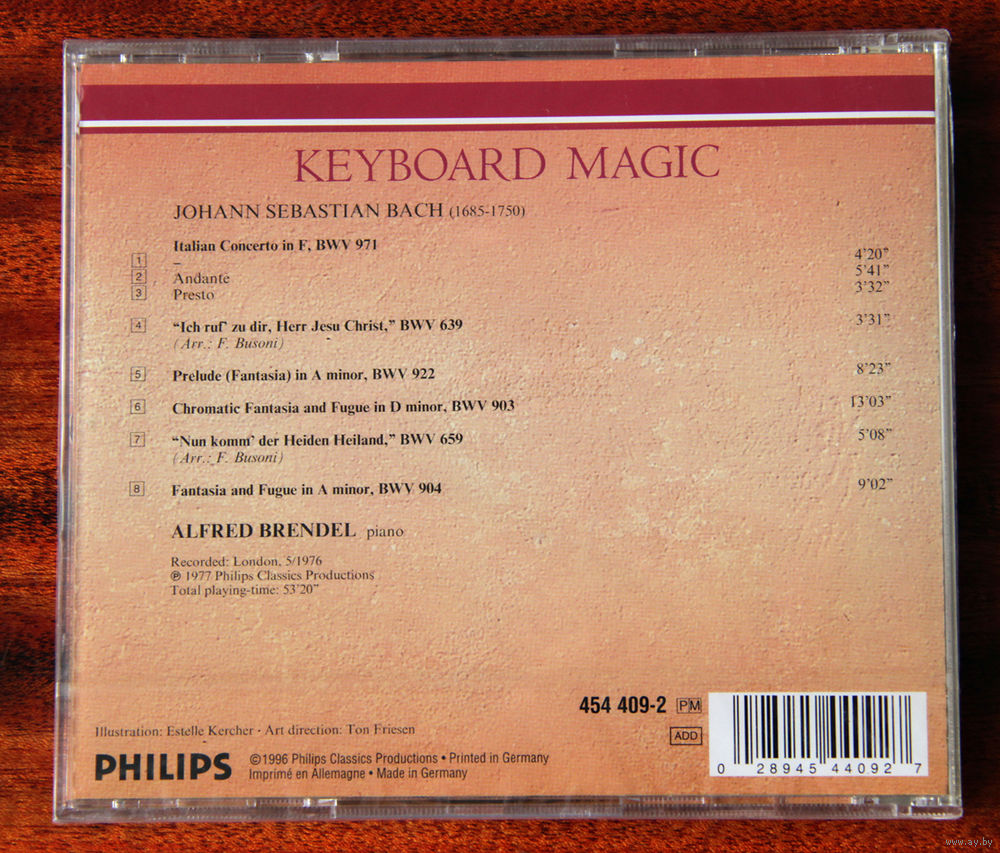 KEYBOARD MAGIC
JOHANN SEBASTIAN BACH (1685-1750)
Italian Concerto in F, BWV 971
1 – 4'20"
2 Andante 5'41"
3 Presto 3'32"
4 "Ich ruf' zu dir, Herr Jesu Christ," BWV 639 3'31"
(Arr.: F. Busoni)
5 Prelude (Fantasia) in A minor, BWV 922 8'23"
6 Chromatic Fantasia and Fugue in D minor, BWV 903 13'03"
7 "Nun komm' der Heiden Heiland," BWV 659 5'08"
(Arr.: F. Busoni)
8 Fantasia and Fugue in A minor, BWV 904 9'02"
ALFRED BRENDEL piano
Recorded: London, 5/1976
℗ 1977 Philips Classics Productions
Total playing-time: 53'20"
454 409-2 PM
ADD
Illustration: Estelle Kercher · Art direction: Ton Friesen
PHILIPS
©1996 Philips Classics Productions • Printed in Germany
Imprimé en Allemagne • Made in Germany
0 28945 44092 7
www.ay.by